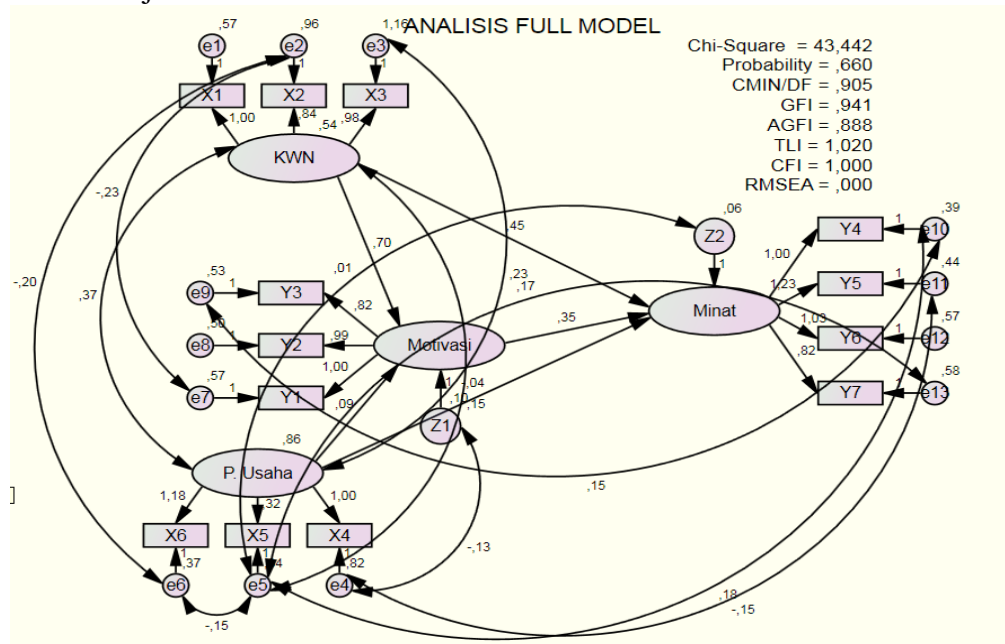 ANALISIS FULL MODEL
Chi-Square = 43,442
Probability = ,660
CMIN/DF = ,905
GFI = ,941
AGFI = ,888
TLI = 1,020
CFI = 1,000
RMSEA = ,000
,57
,96
1,16
e1
e2
e3
1
1
1
X1
X2
X3
1,00
,84
,98
,54
KWN
-,23
,45
,06
Z2
1
,39
Y4
1
e10
1,00
,70
-,20
,37
,01
,23
,17
,53
e9
1
Y3
,82
1,23
Y5
1
e11
,44
Minat
,35
Motivasi
,50
e8
1
Y2
,99
1,03
Y6
1
e12
,57
,57
e7
1
Y1
1,00
,82
Y7
1
e13
,58
,09
1
-,04
,10
,15
Z1
,86
P. Usaha
1,18
,32
1,00
,15
X6
X5
X4
1
1
1
,37
,82
-,13
e6
e5
e4
-,15
,18
-,15